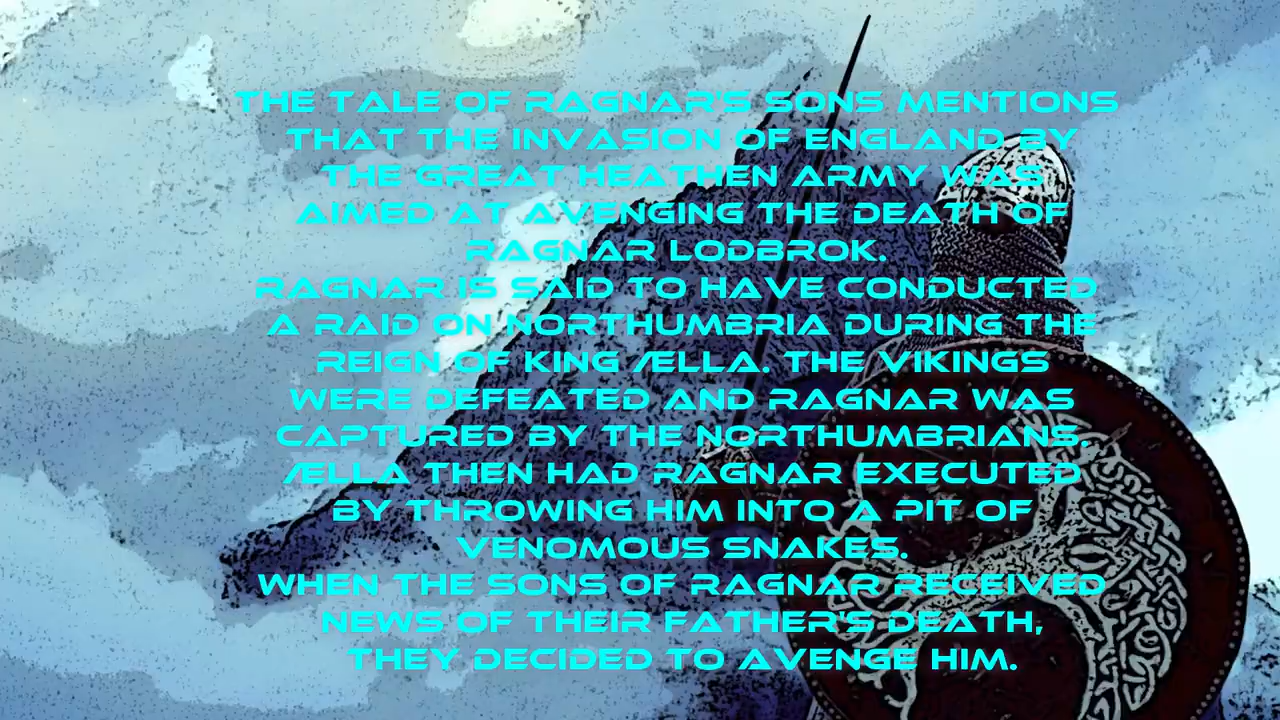 THE TALE OF RAGNAR'S SONS MENTIONS
THAT THE INVASION OF ENGLAND BY
THE GREAT HEATHEN ARMY WAS
AIMED AT AVENGING THE DEATH OF
RAGNAR LODBROK.
RAGNAR IS SAID TO HAVE CONDUCTED
A RAID ON NORTHUMBRIA DURING THE
REIGN OF KING ÆLLA. THE VIKINGS
WERE DEFEATED AND RAGNAR WAS
CAPTURED BY THE NORTHUMBRIANS.
ÆLLA THEN HAD RAGNAR EXECUTED
BY THROWING HIM INTO A PIT OF
VENOMOUS SNAKES.
WHEN THE SONS OF RAGNAR RECEIVED
NEWS OF THEIR FATHER'S DEATH,
THEY DECIDED TO AVENGE HIM.